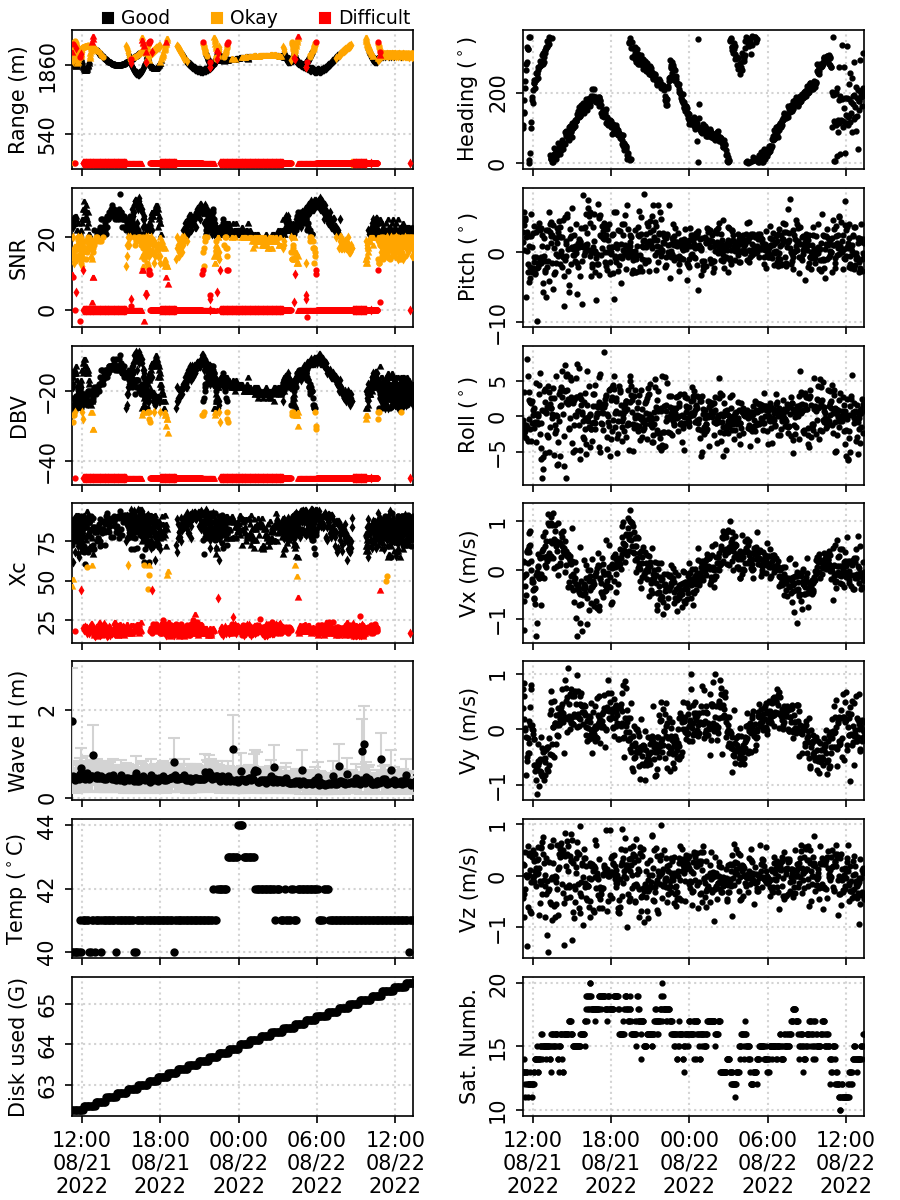 Good Okay Difficult
Range (m)
1860
540
Heading (°)
200
0
SNR
20
0
Pitch (°)
0
−10
DBV
−20
−40
Roll (°)
5
0
−5
Xc
75
50
25
Vx (m/s)
1
0
−1
Wave H (m)
2
0
Vy (m/s)
1
0
−1
Temp (°C)
44
42
40
Vz (m/s)
1
0
−1
Disk used (G)
65
64
63
Sat. Numb.
20
15
10
12:00 18:00 00:00 06:00 12:00
08/21 08/21 08/22 08/22 08/22
2022 2022 2022 2022 2022
12:00 18:00 00:00 06:00 12:00
08/21 08/21 08/22 08/22 08/22
2022 2022 2022 2022 2022